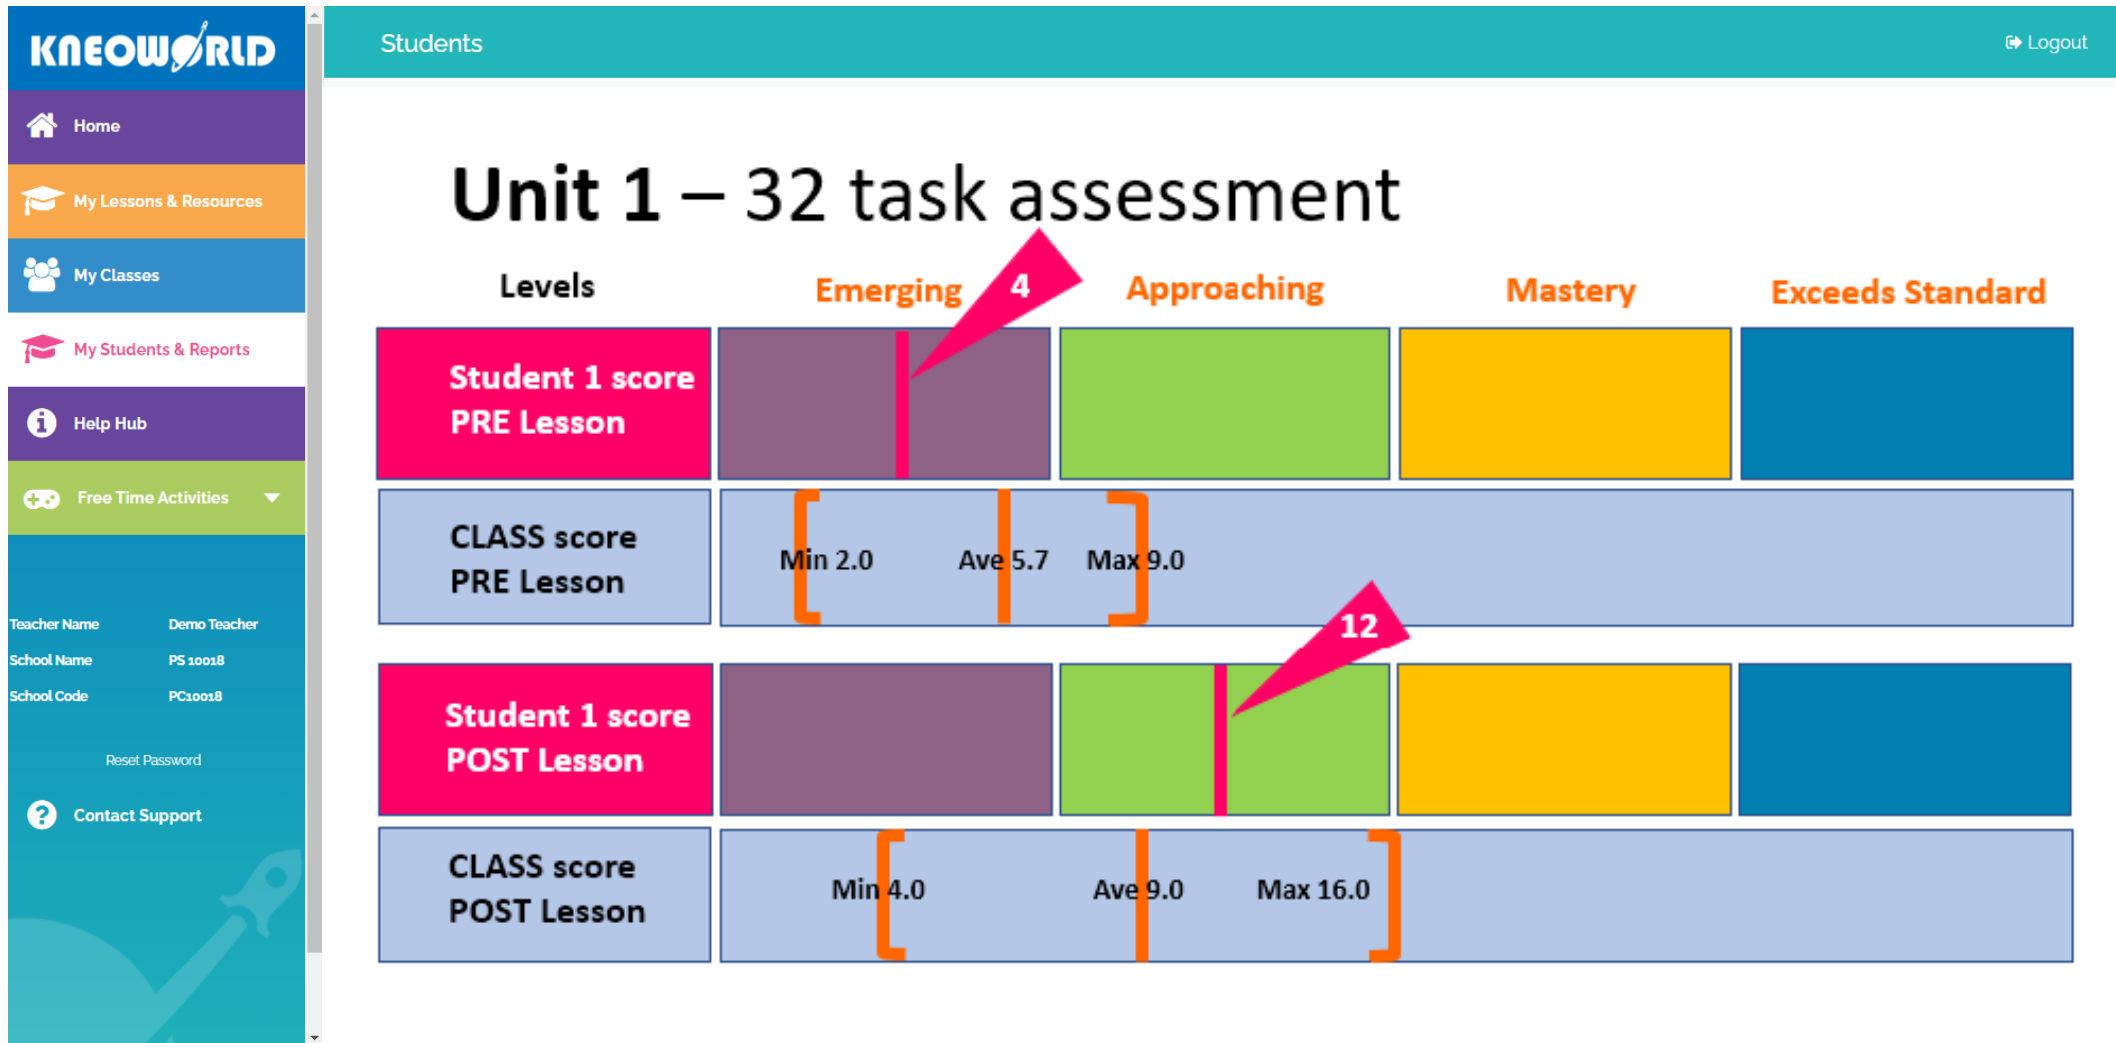 KNEOWORLD
Students
Logout
Home
My Lessons & Resources
My Classes
My Students & Reports
Help Hub
Free Time Activities
Teacher Name Demo Teacher
School Name PS 10018
School Code PC10018
Reset Password
Contact Support
Unit 1 – 32 task assessment
Levels Emerging 4 Approaching Mastery Exceeds Standard
Student 1 score
PRE Lesson
CLASS score
PRE Lesson
Min 2.0 Ave 5.7 Max 9.0
12
Student 1 score
POST Lesson
CLASS score
POST Lesson
Min 4.0 Ave 9.0 Max 16.0